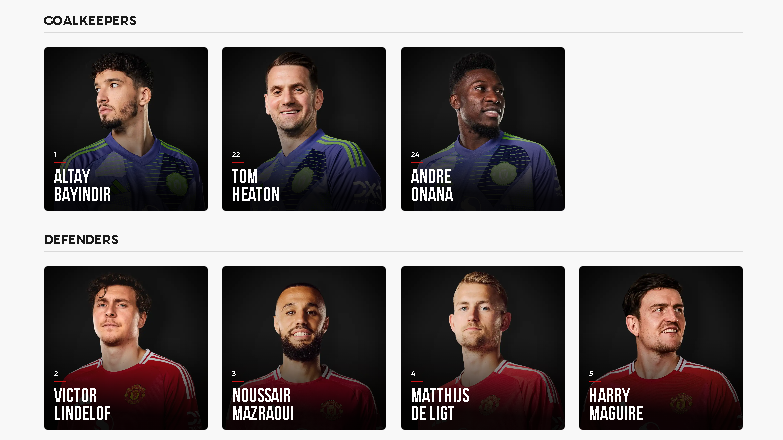 GOALKEEPERS
1
ALTAY
BAYINDIR
22
TOM
HEATON
24
ANDRE
ONANA
DEFENDERS
2
VICTOR
LINDELOF
3
NOUSSAIR
MAZRAOUI
4
MATTHIJS
DE LIGT
5
HARRY
MAGUIRE